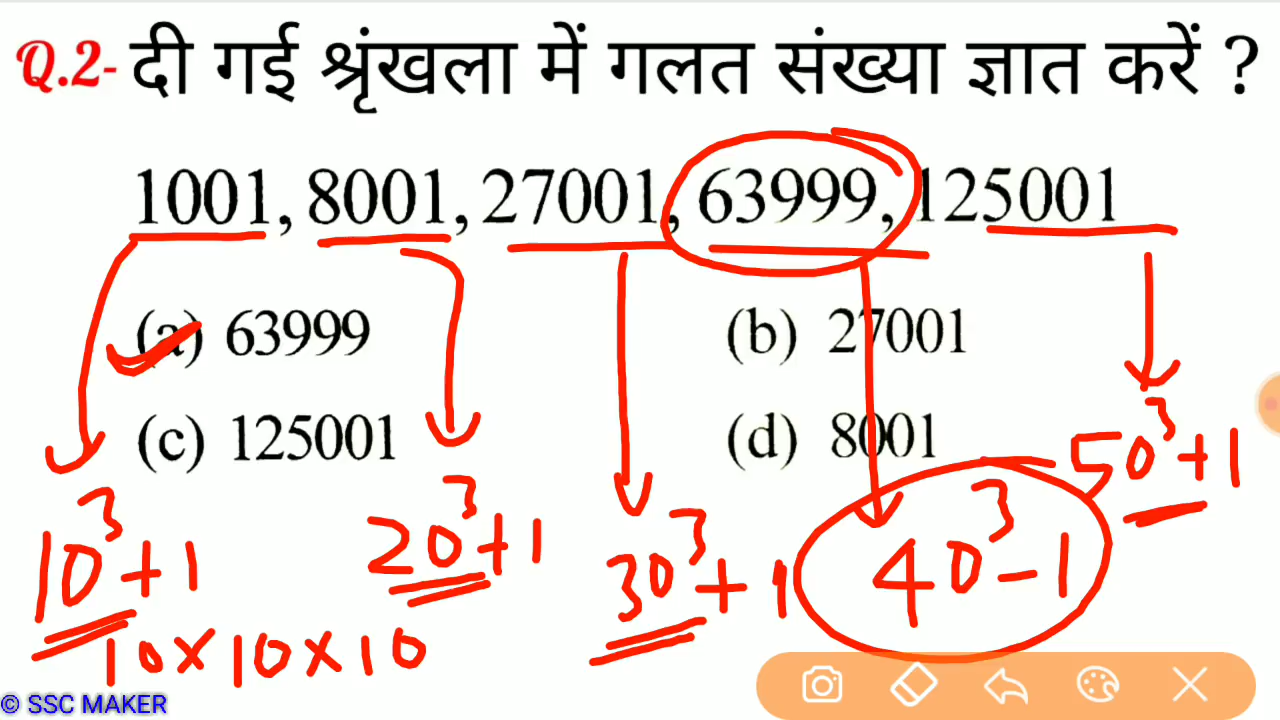 Q.2- दी गई श्रृंखला में गलत संख्या ज्ञात करें ?
1001, 8001, 27001, 63999, 125001
(a) 63999 (b) 27001
(c) 125001 (d) 8001
10³+1 20³+1 30³+1 40³-1 50³+1
10×10×10
© SSC MAKER